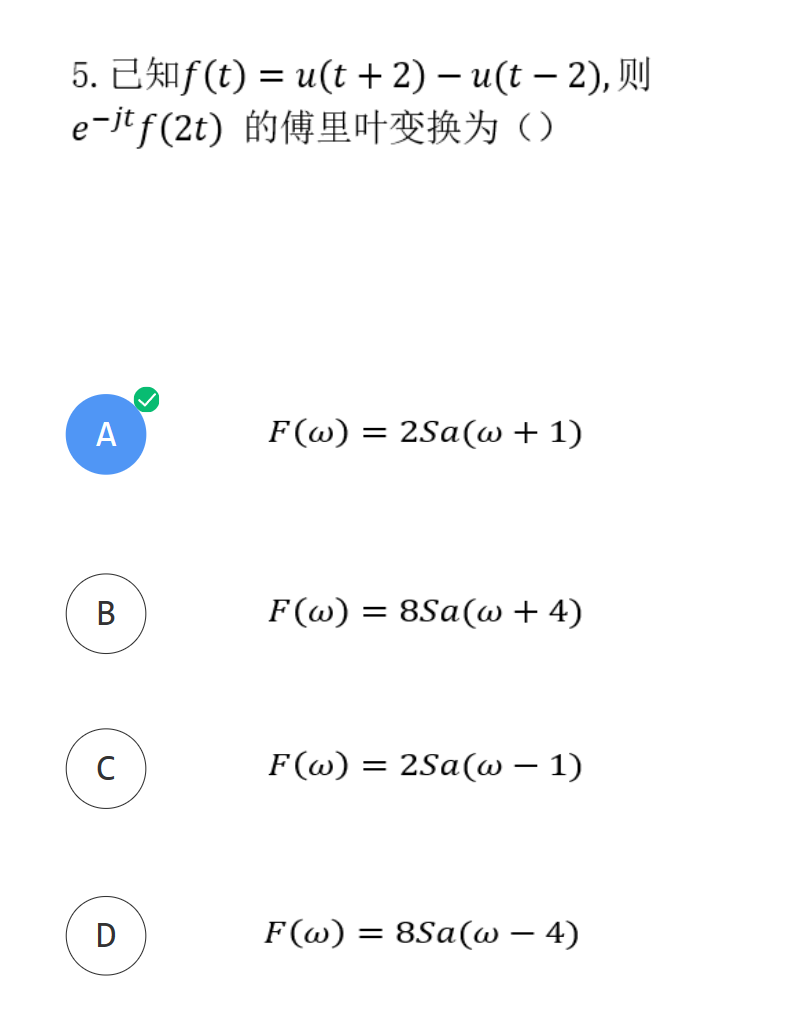 5. 已知f(t) = u(t + 2) − u(t − 2), 则
e^{−jt}f(2t) 的傅里叶变换为（）
A F(ω) = 2Sa(ω + 1)
B F(ω) = 8Sa(ω + 4)
C F(ω) = 2Sa(ω − 1)
D F(ω) = 8Sa(ω − 4)